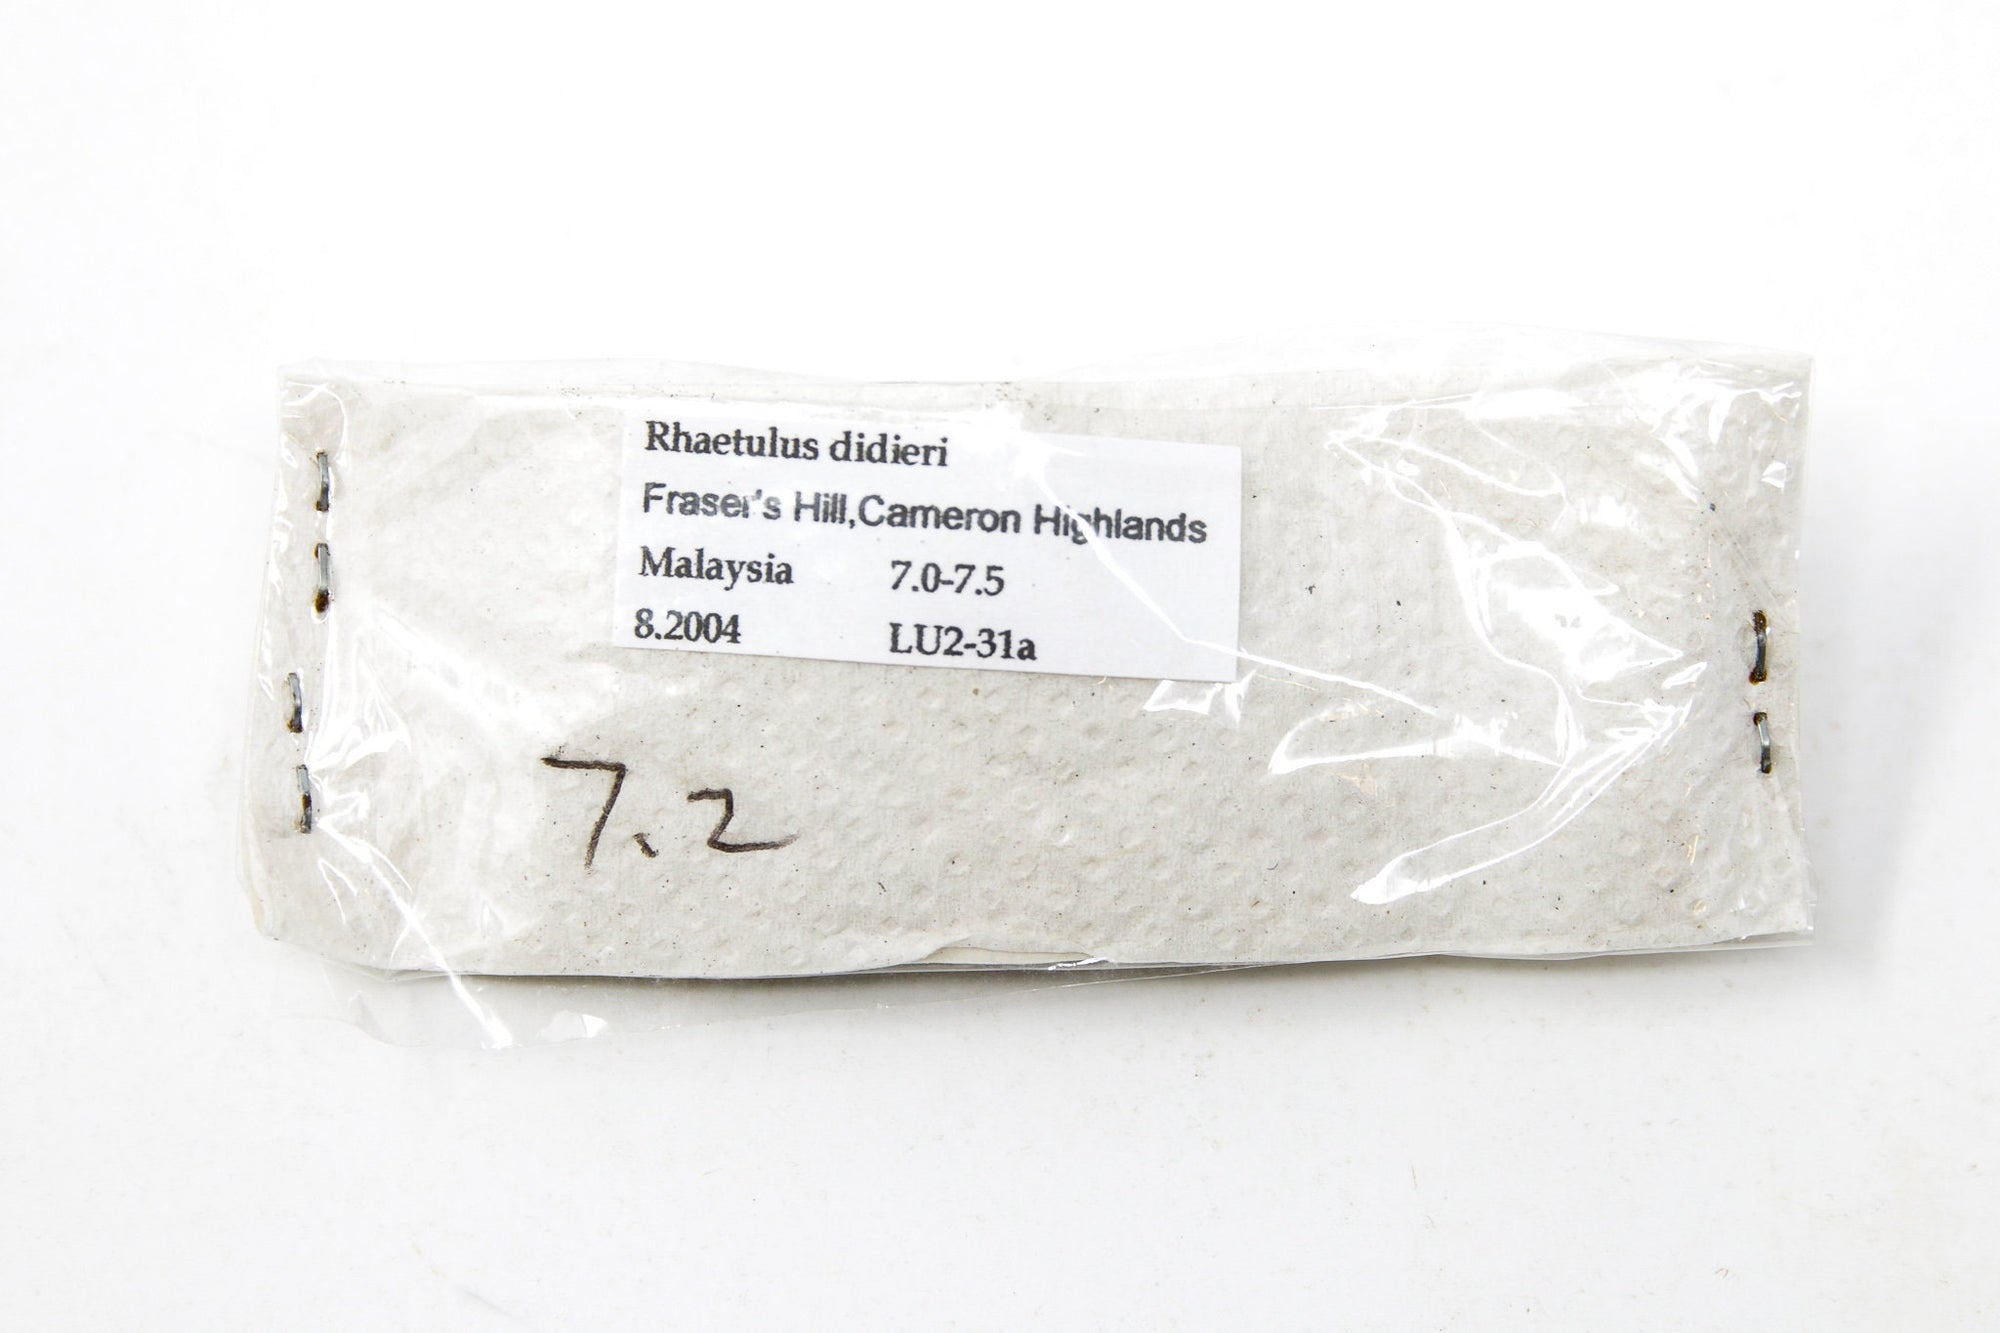 Rhaetulus didieri
Fraser's Hill,Cameron Highlands
Malaysia 7.0-7.5
8.2004 LU2-31a
7.2